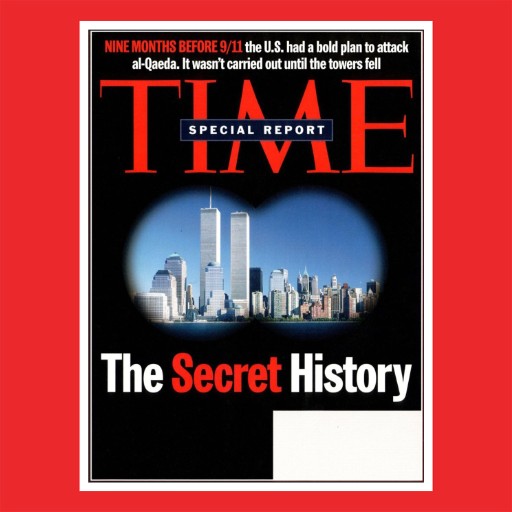 NINE MONTHS BEFORE 9/11 the U.S. had a bold plan to attack
al-Qaeda. It wasn't carried out until the towers fell
TIME
SPECIAL REPORT
The Secret History